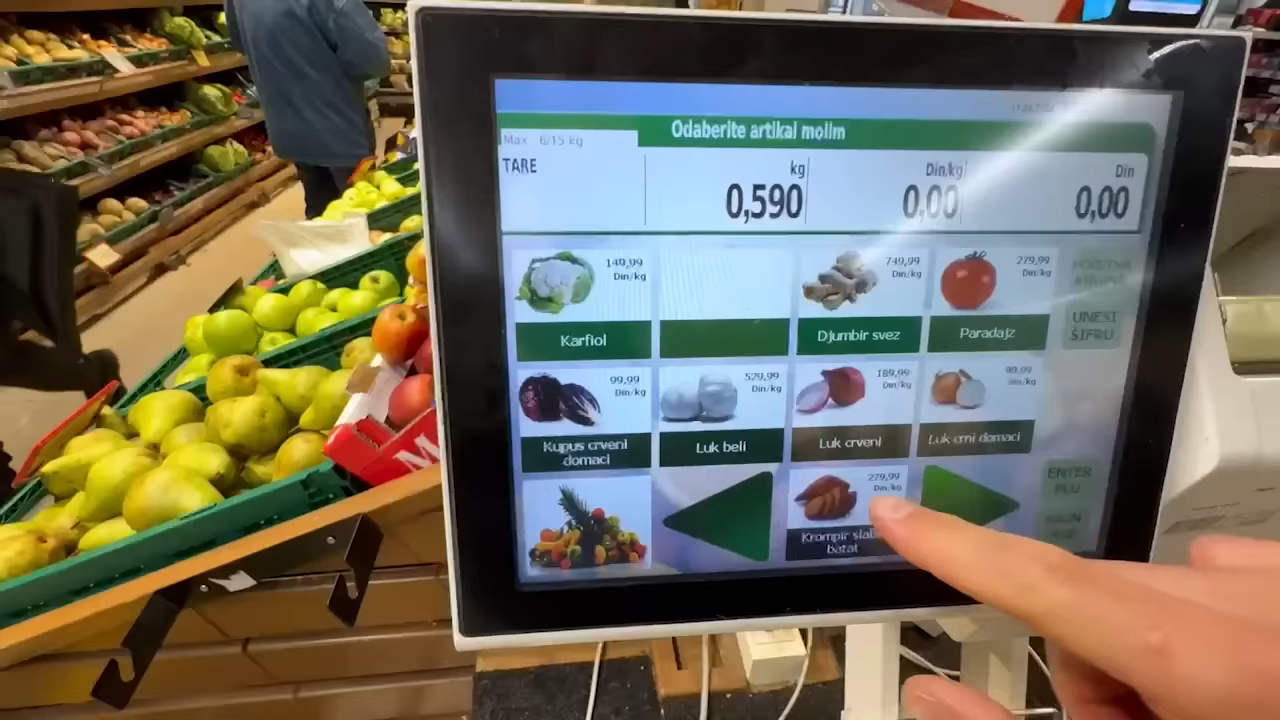 Odaberite artikal molim
Max 6/15 kg
TARE
kg
Din/kg
Din
0,590
0,00
0,00
149,99
Din/kg
749,99
Din/kg
279,99
Din/kg
Karfiol
Djumbir svez
Paradajz
UNESI
ŠIFRU
99,99
Din/kg
529,99
Din/kg
189,99
Din/kg
99,99
Din/kg
Kupus crveni
domaci
Luk beli
Luk crveni
Luk crni domaci
279,99
Din/kg
Krompir
batat
ENTER
PLU
M